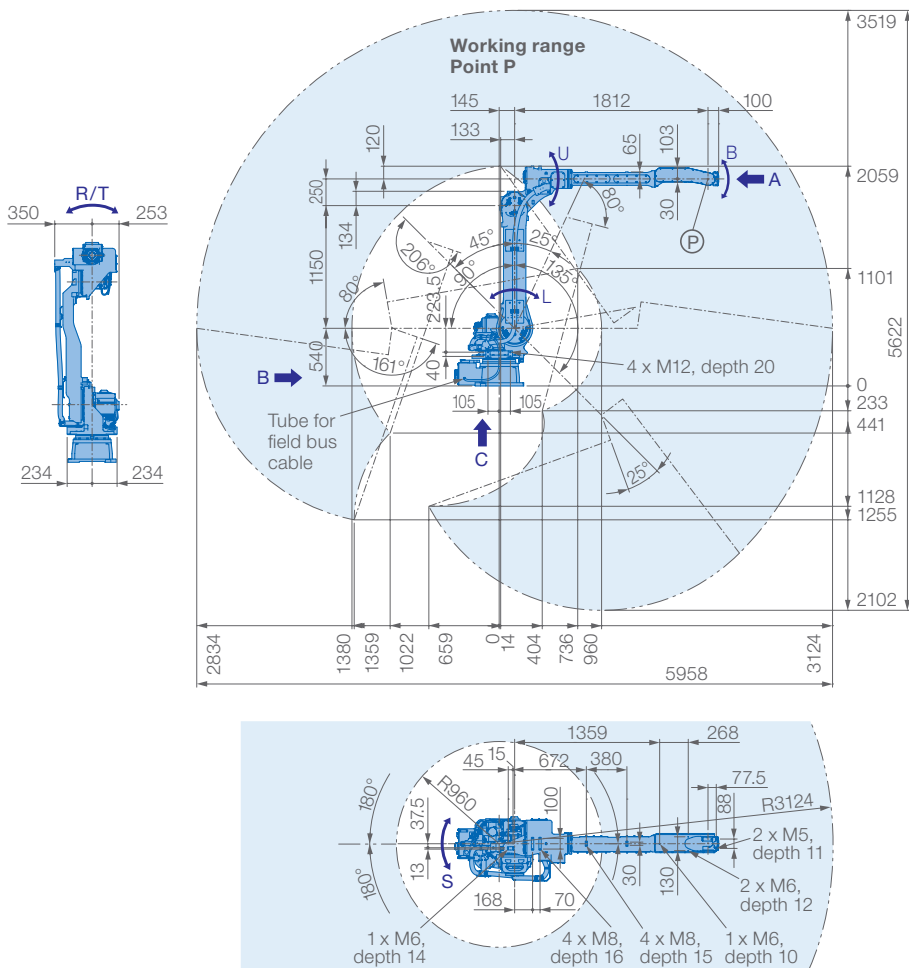 Working range
Point P
3519
145
1812
100
133
120
U
65
103
B
A
2059
250
30
P
R/T
350
253
134
80°
45°
25°
206°
90°
135°
1150
1101
80°
223.5
L
5622
540
161°
40
B
4 x M12, depth 20
0
105
105
233
Tube for
field bus
cable
441
C
234
234
25°
1128
1255
2102
2834
1380
1359
1022
659
0
14
404
736
960
3124
5958
1359
268
15
45
672
380
77.5
180°
R960
37.5
100
88
R3124
2 x M5,
depth 11
13
180°
S
30
130
2 x M6,
depth 12
168
70
1 x M6,
depth 14
4 x M8,
depth 16
4 x M8,
depth 15
1 x M6,
depth 10